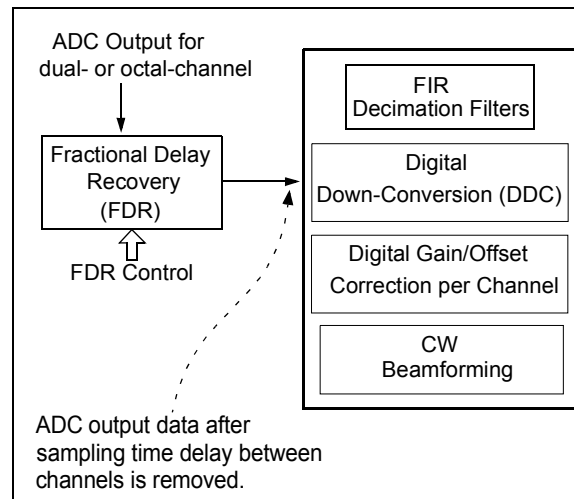 ADC Output for
dual- or octal-channel
Fractional Delay
Recovery
(FDR)
FDR Control
FIR
Decimation Filters
Digital
Down-Conversion (DDC)
Digital Gain/Offset
Correction per Channel
CW
Beamforming
ADC output data after
sampling time delay between
channels is removed.